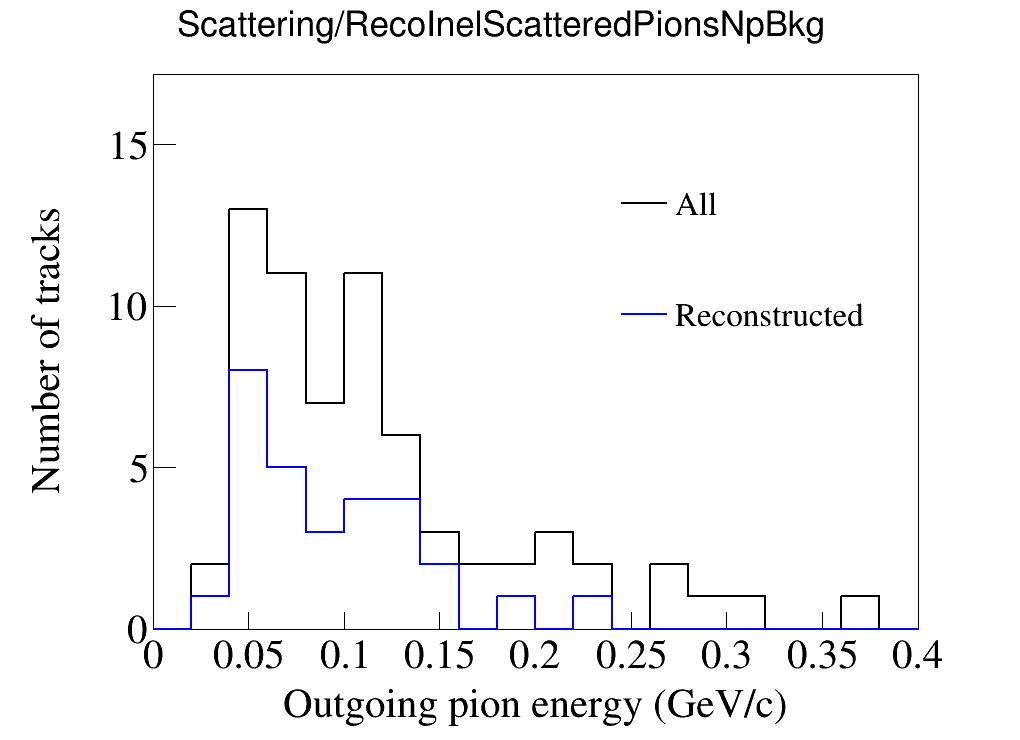 Scattering/RecoInelScatteredPionsNpBkg
15
10
5
0
Number of tracks
All
Reconstructed
0 0.05 0.1 0.15 0.2 0.25 0.3 0.35 0.4
Outgoing pion energy (GeV/c)